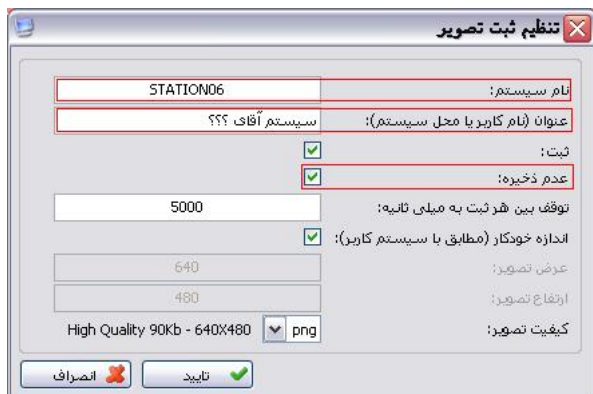 تنظیم ثبت تصویر
نام سیستم: STATION06
عنوان (نام کاربر یا محل سیستم): سیستم آقای ؟؟؟
ثبت:
عدم ذخیره:
توقف بین هر ثبت به میلی ثانیه: 5000
اندازه خودکار (مطابق با سیستم کاربر):
عرض تصویر: 640
ارتفاع تصویر: 480
کیفیت تصویر: png High Quality 90Kb - 640X480
تایید انصراف